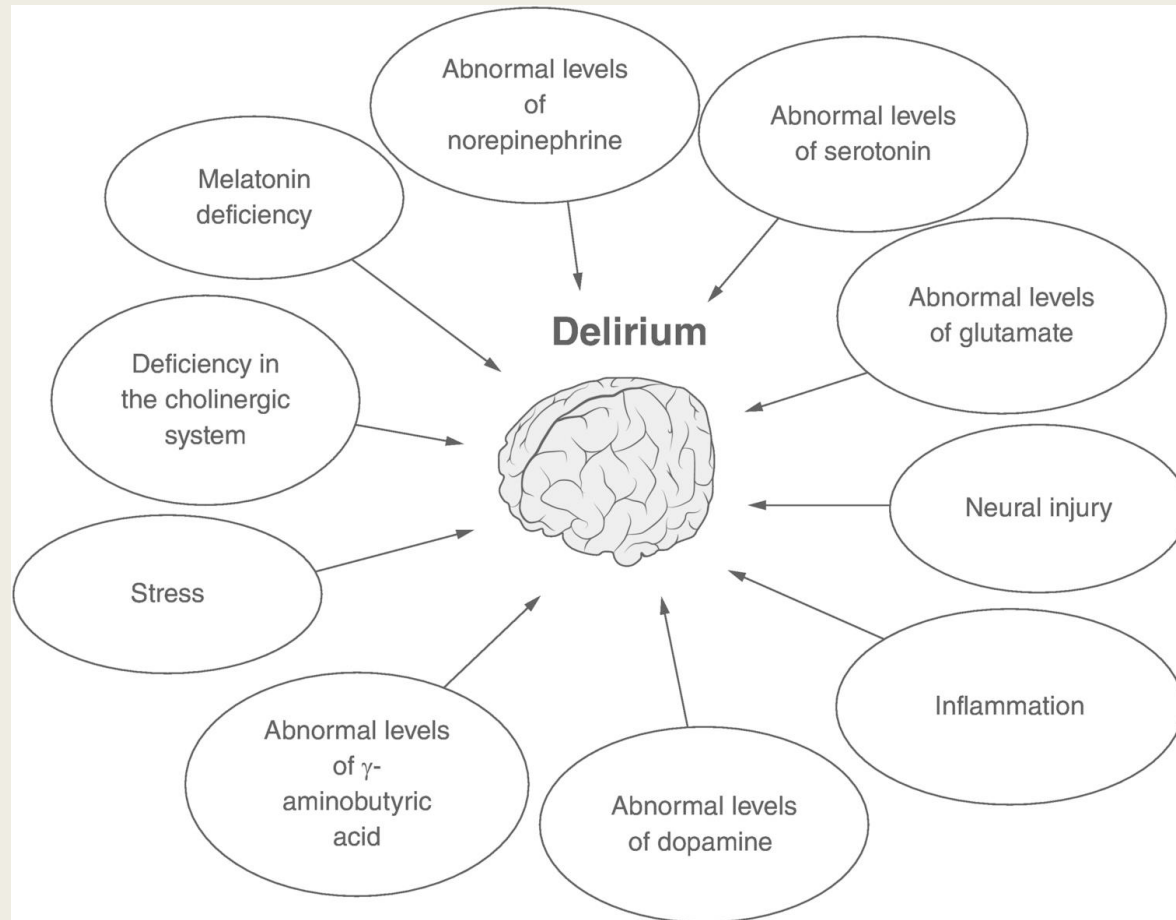 Abnormal levels
of
norepinephrine
Abnormal levels
of serotonin
Melatonin
deficiency
Abnormal levels
of glutamate
Delirium
Deficiency in
the cholinergic
system
Neural injury
Stress
Inflammation
Abnormal levels
of γ-
aminobutyric
acid
Abnormal levels
of dopamine